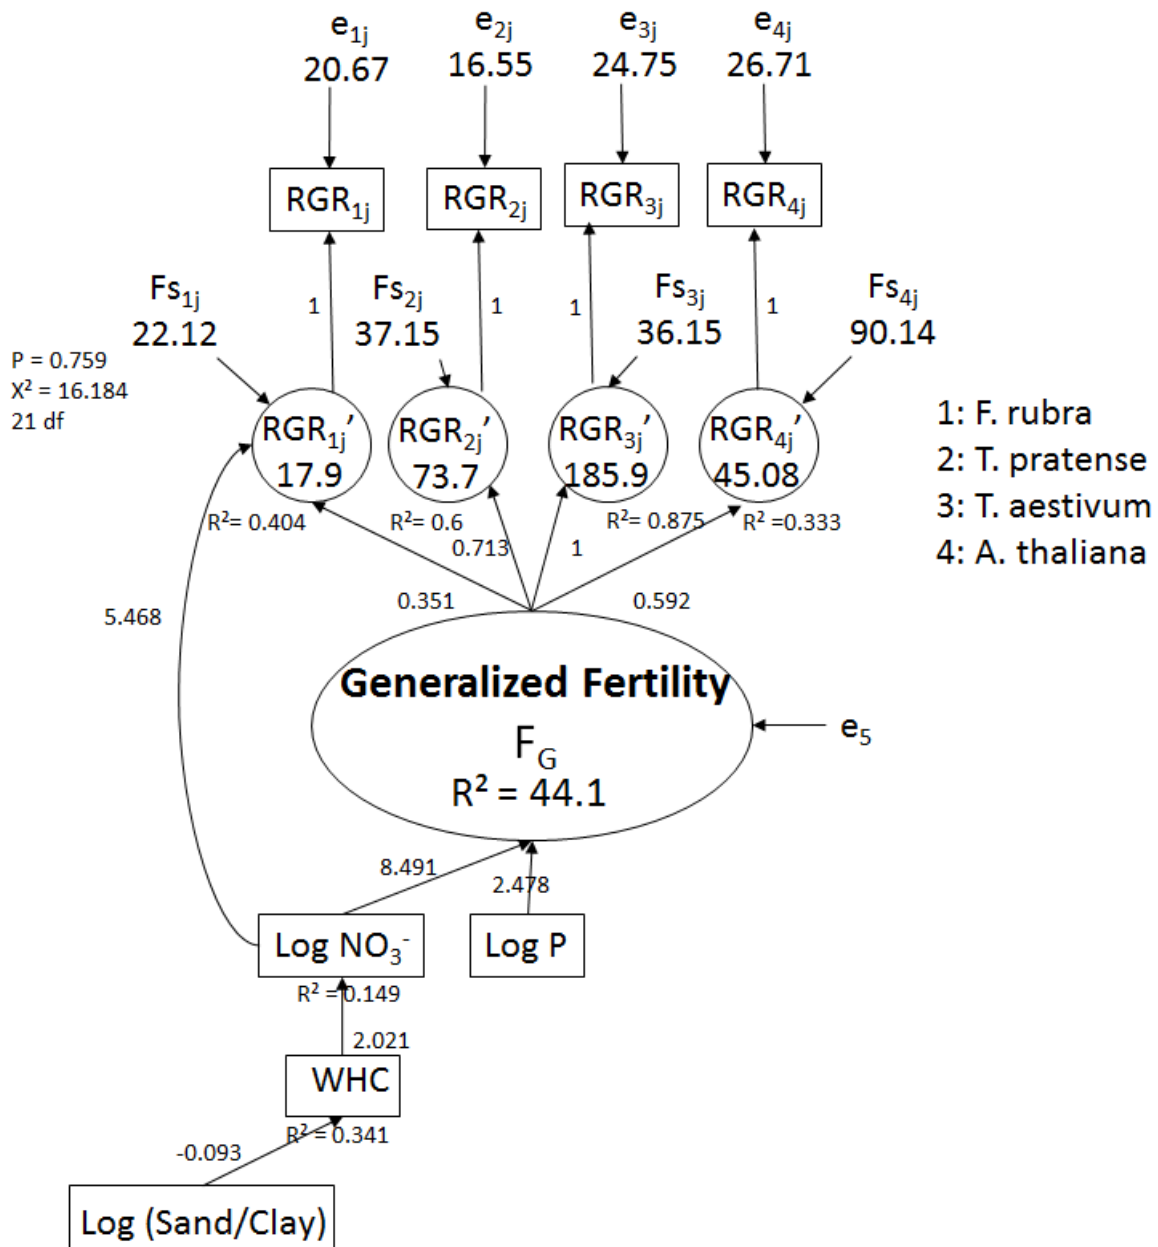 e₁ⱼ
20.67
e₂ⱼ
16.55
e₃ⱼ
24.75
e₄ⱼ
26.71
RGR₁ⱼ
RGR₂ⱼ
RGR₃ⱼ
RGR₄ⱼ
Fs₁ⱼ
22.12
1
Fs₂ⱼ
37.15
1
1
Fs₃ⱼ
36.15
1
Fs₄ⱼ
90.14
P = 0.759
X² = 16.184
21 df
RGR₁ⱼ’
17.9
RGR₂ⱼ’
73.7
RGR₃ⱼ’
185.9
RGR₄ⱼ’
45.08
1: F. rubra
2: T. pratense
3: T. aestivum
4: A. thaliana
R²= 0.404
R²= 0.6
R²= 0.875
R² =0.333
0.713
1
0.351
0.592
5.468
Generalized Fertility
F_G
R² = 44.1
e₅
8.491
2.478
Log NO₃⁻
Log P
R² = 0.149
2.021
WHC
R² = 0.341
-0.093
Log (Sand/Clay)